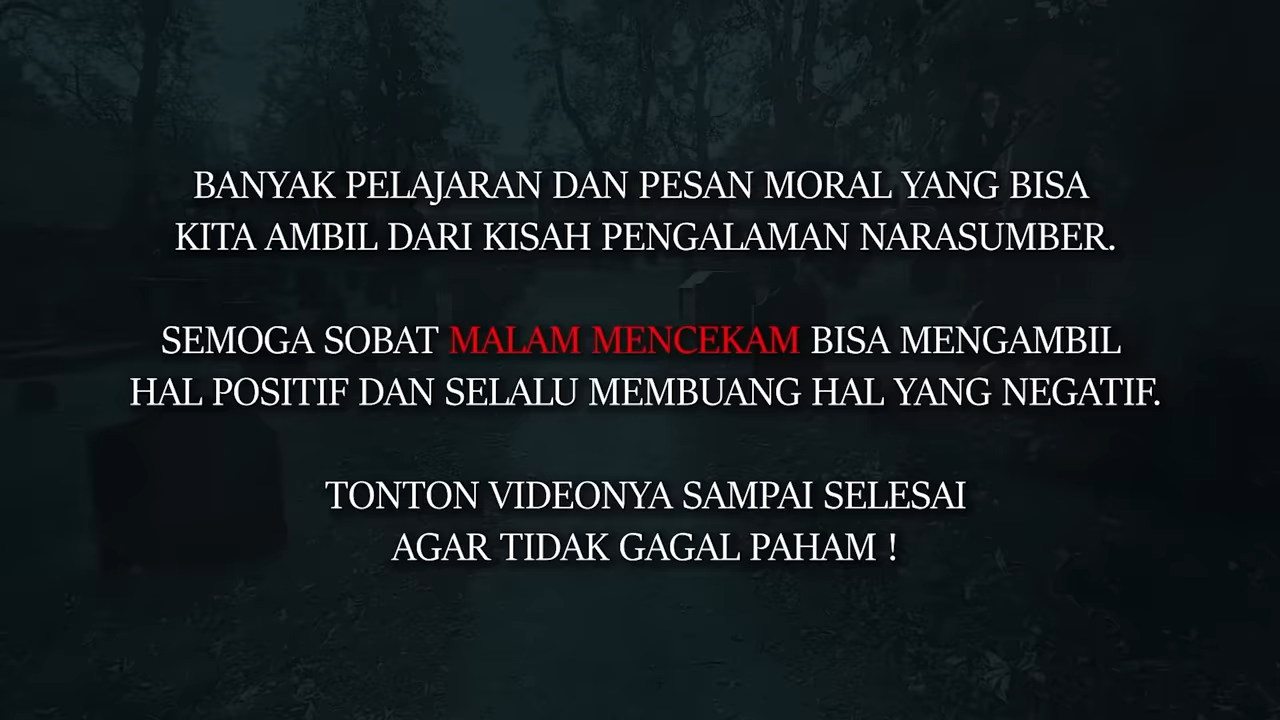 BANYAK PELAJARAN DAN PESAN MORAL YANG BISA
KITA AMBIL DARI KISAH PENGALAMAN NARASUMBER.
SEMOGA SOBAT MALAM MENCEKAM BISA MENGAMBIL
HAL POSITIF DAN SELALU MEMBUANG HAL YANG NEGATIF.
TONTON VIDEONYA SAMPAI SELESAI
AGAR TIDAK GAGAL PAHAM !